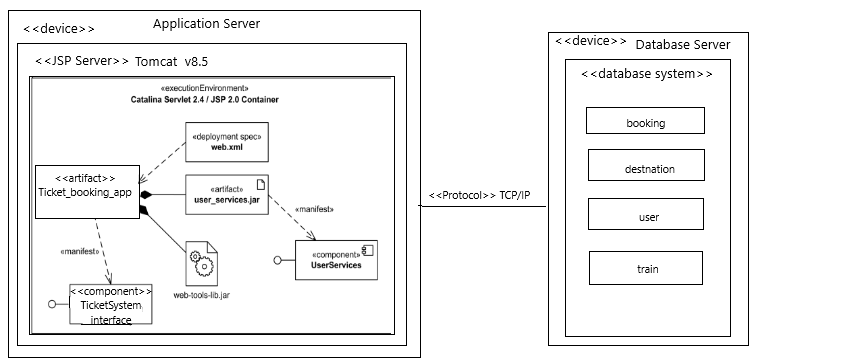 Application Server
<<device>>
<<JSP Server>> Tomcat v8.5
«executionEnvironment»
Catalina Servlet 2.4 / JSP 2.0 Container
«deployment spec»
web.xml
<<artifact>>
Ticket_booking_app
«artifact»
user_services.jar
«manifest»
«manifest»
«component»
UserServices
<<component>>
TicketSystem
interface
web-tools-lib.jar
<<Protocol>> TCP/IP
<<device>> Database Server
<<database system>>
booking
destnation
user
train